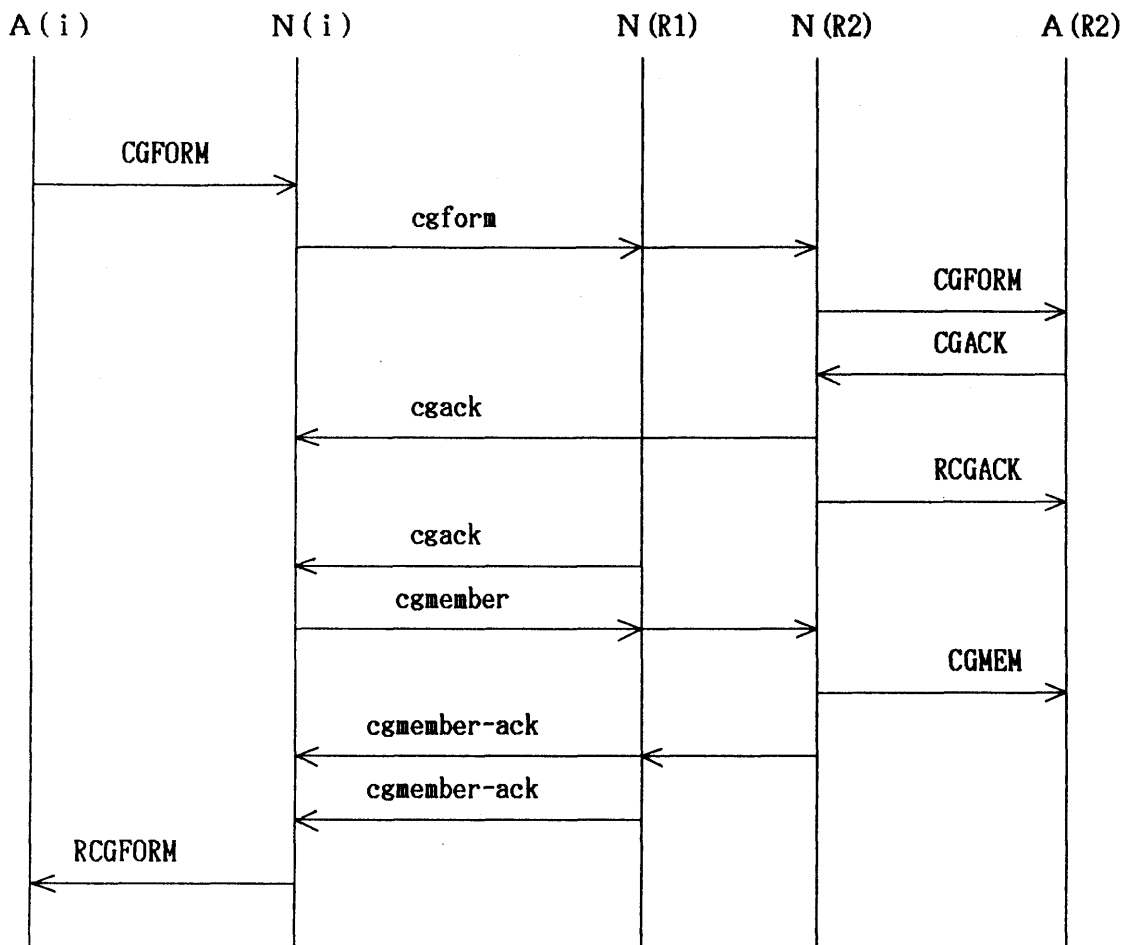 A(i) N(i) N(R1) N(R2) A(R2)
CGFORM
cgform
CGFORM
CGACK
cgack
RCGACK
cgack
cgmember
CGMEM
cgmember-ack
cgmember-ack
RCGFORM